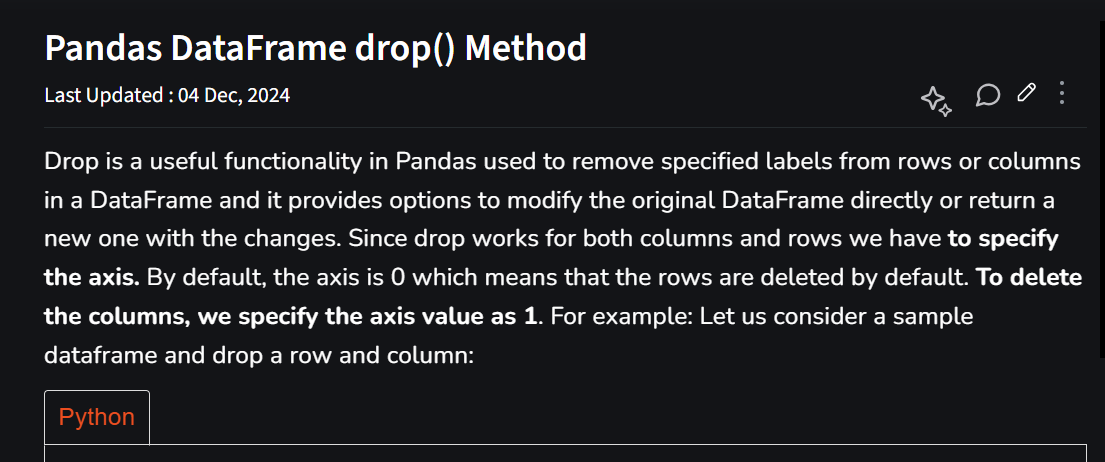 Pandas DataFrame drop() Method
Last Updated : 04 Dec, 2024
Drop is a useful functionality in Pandas used to remove specified labels from rows or columns
in a DataFrame and it provides options to modify the original DataFrame directly or return a
new one with the changes. Since drop works for both columns and rows we have to specify
the axis. By default, the axis is 0 which means that the rows are deleted by default. To delete
the columns, we specify the axis value as 1. For example: Let us consider a sample
dataframe and drop a row and column:
Python